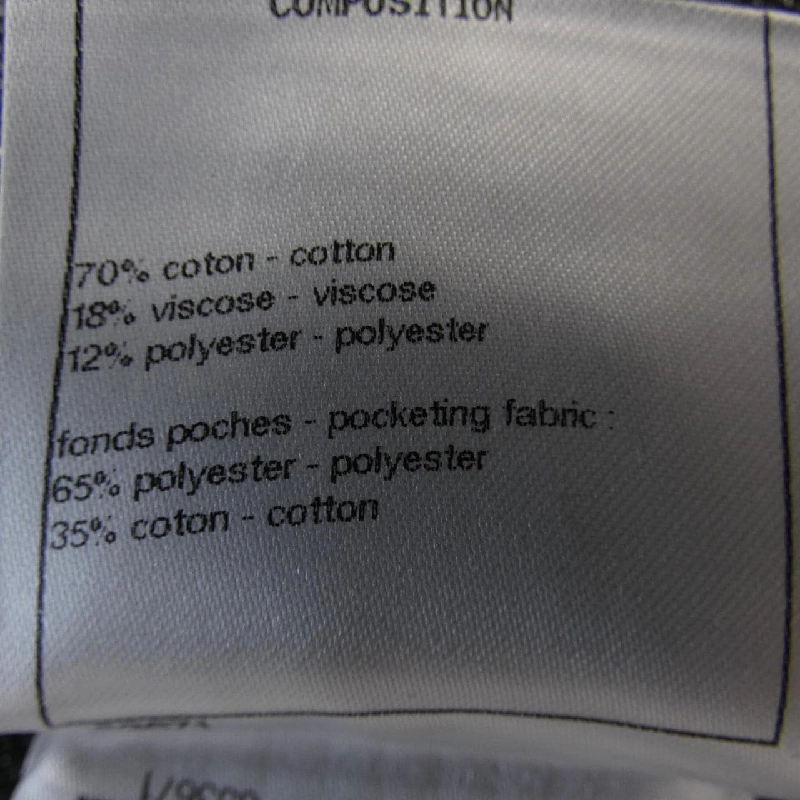 COMPOSITION
70% coton - cotton
18% viscose - viscose
12% polyester - polyester
fonds poches - pocketing fabric :
65% polyester - polyester
35% coton - cotton